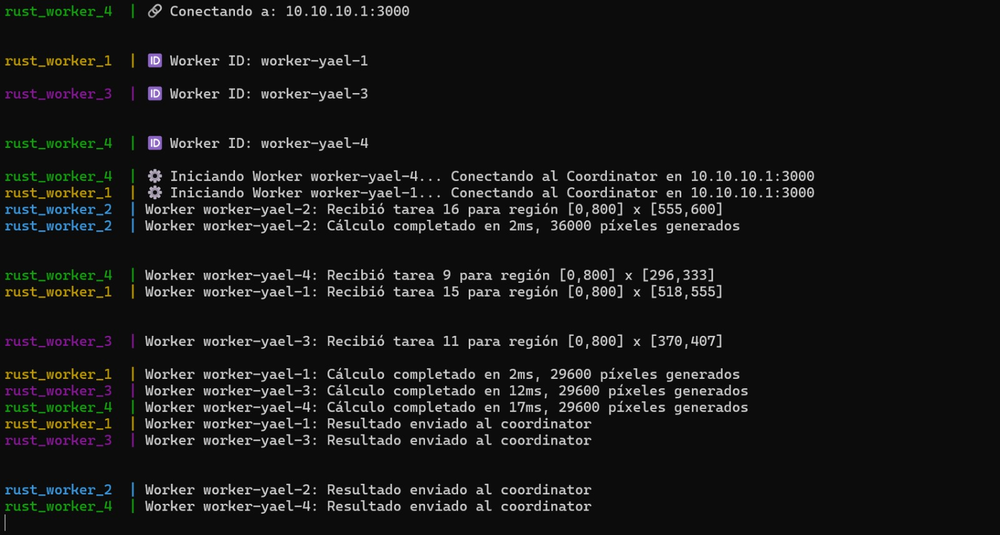 rust_worker_4  | 🔗 Conectando a: 10.10.10.1:3000
rust_worker_1  | 🆔 Worker ID: worker-yael-1
rust_worker_3  | 🆔 Worker ID: worker-yael-3
rust_worker_4  | 🆔 Worker ID: worker-yael-4
rust_worker_4  | ⚙️ Iniciando Worker worker-yael-4... Conectando al Coordinator en 10.10.10.1:3000
rust_worker_1  | ⚙️ Iniciando Worker worker-yael-1... Conectando al Coordinator en 10.10.10.1:3000
rust_worker_2  | Worker worker-yael-2: Recibió tarea 16 para región [0,800] x [555,600]
rust_worker_2  | Worker worker-yael-2: Cálculo completado en 2ms, 36000 píxeles generados
rust_worker_4  | Worker worker-yael-4: Recibió tarea 9 para región [0,800] x [296,333]
rust_worker_1  | Worker worker-yael-1: Recibió tarea 15 para región [0,800] x [518,555]
rust_worker_3  | Worker worker-yael-3: Recibió tarea 11 para región [0,800] x [370,407]
rust_worker_1  | Worker worker-yael-1: Cálculo completado en 2ms, 29600 píxeles generados
rust_worker_3  | Worker worker-yael-3: Cálculo completado en 12ms, 29600 píxeles generados
rust_worker_4  | Worker worker-yael-4: Cálculo completado en 17ms, 29600 píxeles generados
rust_worker_1  | Worker worker-yael-1: Resultado enviado al coordinator
rust_worker_3  | Worker worker-yael-3: Resultado enviado al coordinator
rust_worker_2  | Worker worker-yael-2: Resultado enviado al coordinator
rust_worker_4  | Worker worker-yael-4: Resultado enviado al coordinator